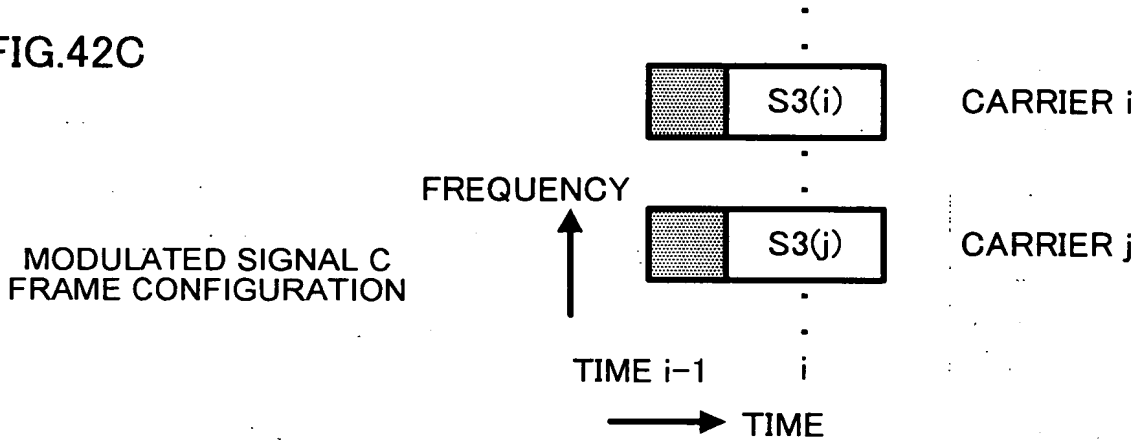 FIG.42C
S3(i) CARRIER i
FREQUENCY
S3(j) CARRIER j
MODULATED SIGNAL C
FRAME CONFIGURATION
TIME i-1 i
TIME